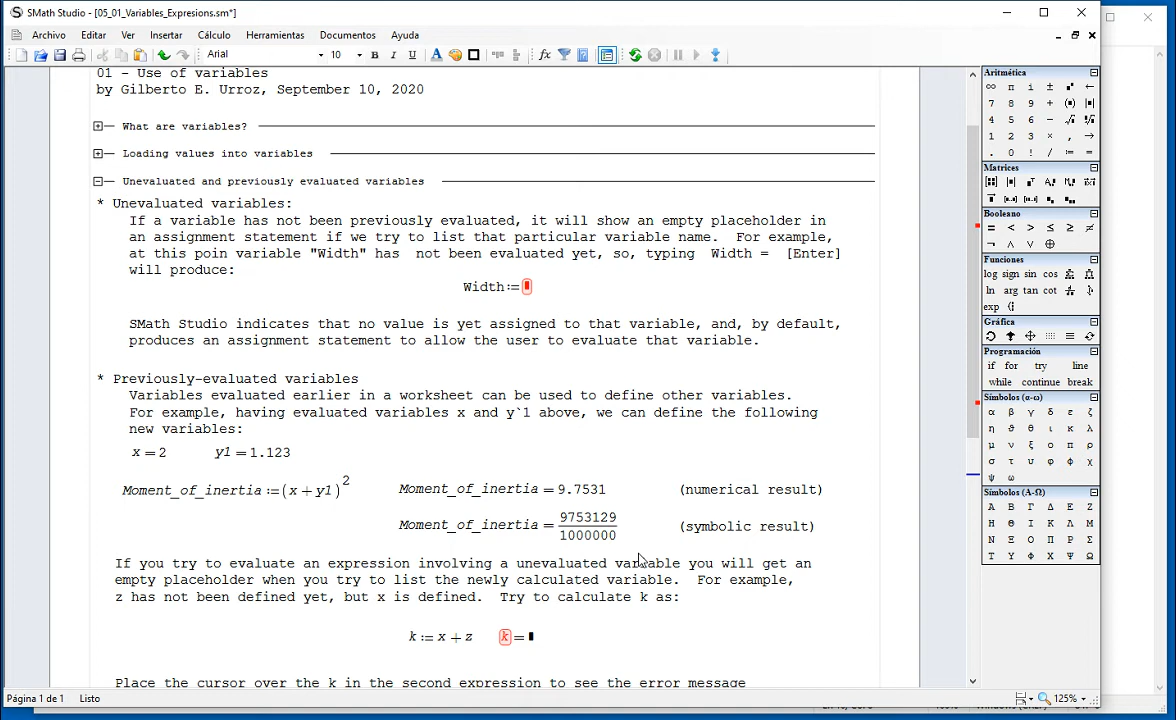 SMath Studio - [05_01_Variables_Expresions.sm*]
Archivo Editar Ver Insertar Cálculo Herramientas Documentos Ayuda
Arial 10 B I U A fx
01 - Use of variables
by Gilberto E. Urroz, September 10, 2020
What are variables?
Loading values into variables
Unevaluated and previously evaluated variables
* Unevaluated variables:
If a variable has not been previously evaluated, it will show an empty placeholder in
an assignment statement if we try to list that particular variable name. For example,
at this poin variable "Width" has not been evaluated yet, so, typing Width = [Enter]
will produce:
Width:=
SMath Studio indicates that no value is yet assigned to that variable, and, by default,
produces an assignment statement to allow the user to evaluate that variable.
* Previously-evaluated variables
Variables evaluated earlier in a worksheet can be used to define other variables.
For example, having evaluated variables x and y`1 above, we can define the following
new variables:
x=2 y1=1.123
Moment_of_inertia:=(x+y1)^2 Moment_of_inertia=9.7531 (numerical result)
Moment_of_inertia=9753129/1000000 (symbolic result)
If you try to evaluate an expression involving a unevaluated variable you will get an
empty placeholder when you try to list the newly calculated variable. For example,
z has not been defined yet, but x is defined. Try to calculate k as:
k:=x+z k=
Place the cursor over the k in the second expression to see the error message
Aritmética
∞ π i ±
7 8 9 +
4 5 6 -
1 2 3 × , →
. 0 ! / := =
Matrices
Booleano
= < > ≤ ≥ ≠
¬ ∧ ∨ ⊕
Funciones
log sign sin cos
ln arg tan cot
exp
Gráfica
Programación
if for try line
while continue break
Símbolos (α-ω)
α β γ δ ε ζ
η ϑ θ ι κ λ
μ ν ξ ο π ρ
σ τ υ φ φ χ
ψ ω
Símbolos (Α-Ω)
Α Β Γ Δ Ε Ζ
Η Θ Ι Κ Λ Μ
Ν Ξ Ο Π Ρ Σ
Τ Υ Φ Χ Ψ Ω
Página 1 de 1 Listo 125%